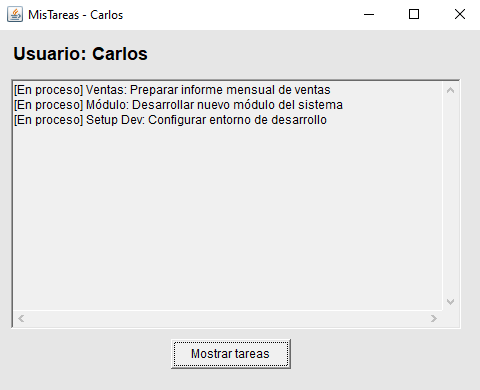 MisTareas - Carlos
Usuario: Carlos
[En proceso] Ventas: Preparar informe mensual de ventas
[En proceso] Módulo: Desarrollar nuevo módulo del sistema
[En proceso] Setup Dev: Configurar entorno de desarrollo
Mostrar tareas